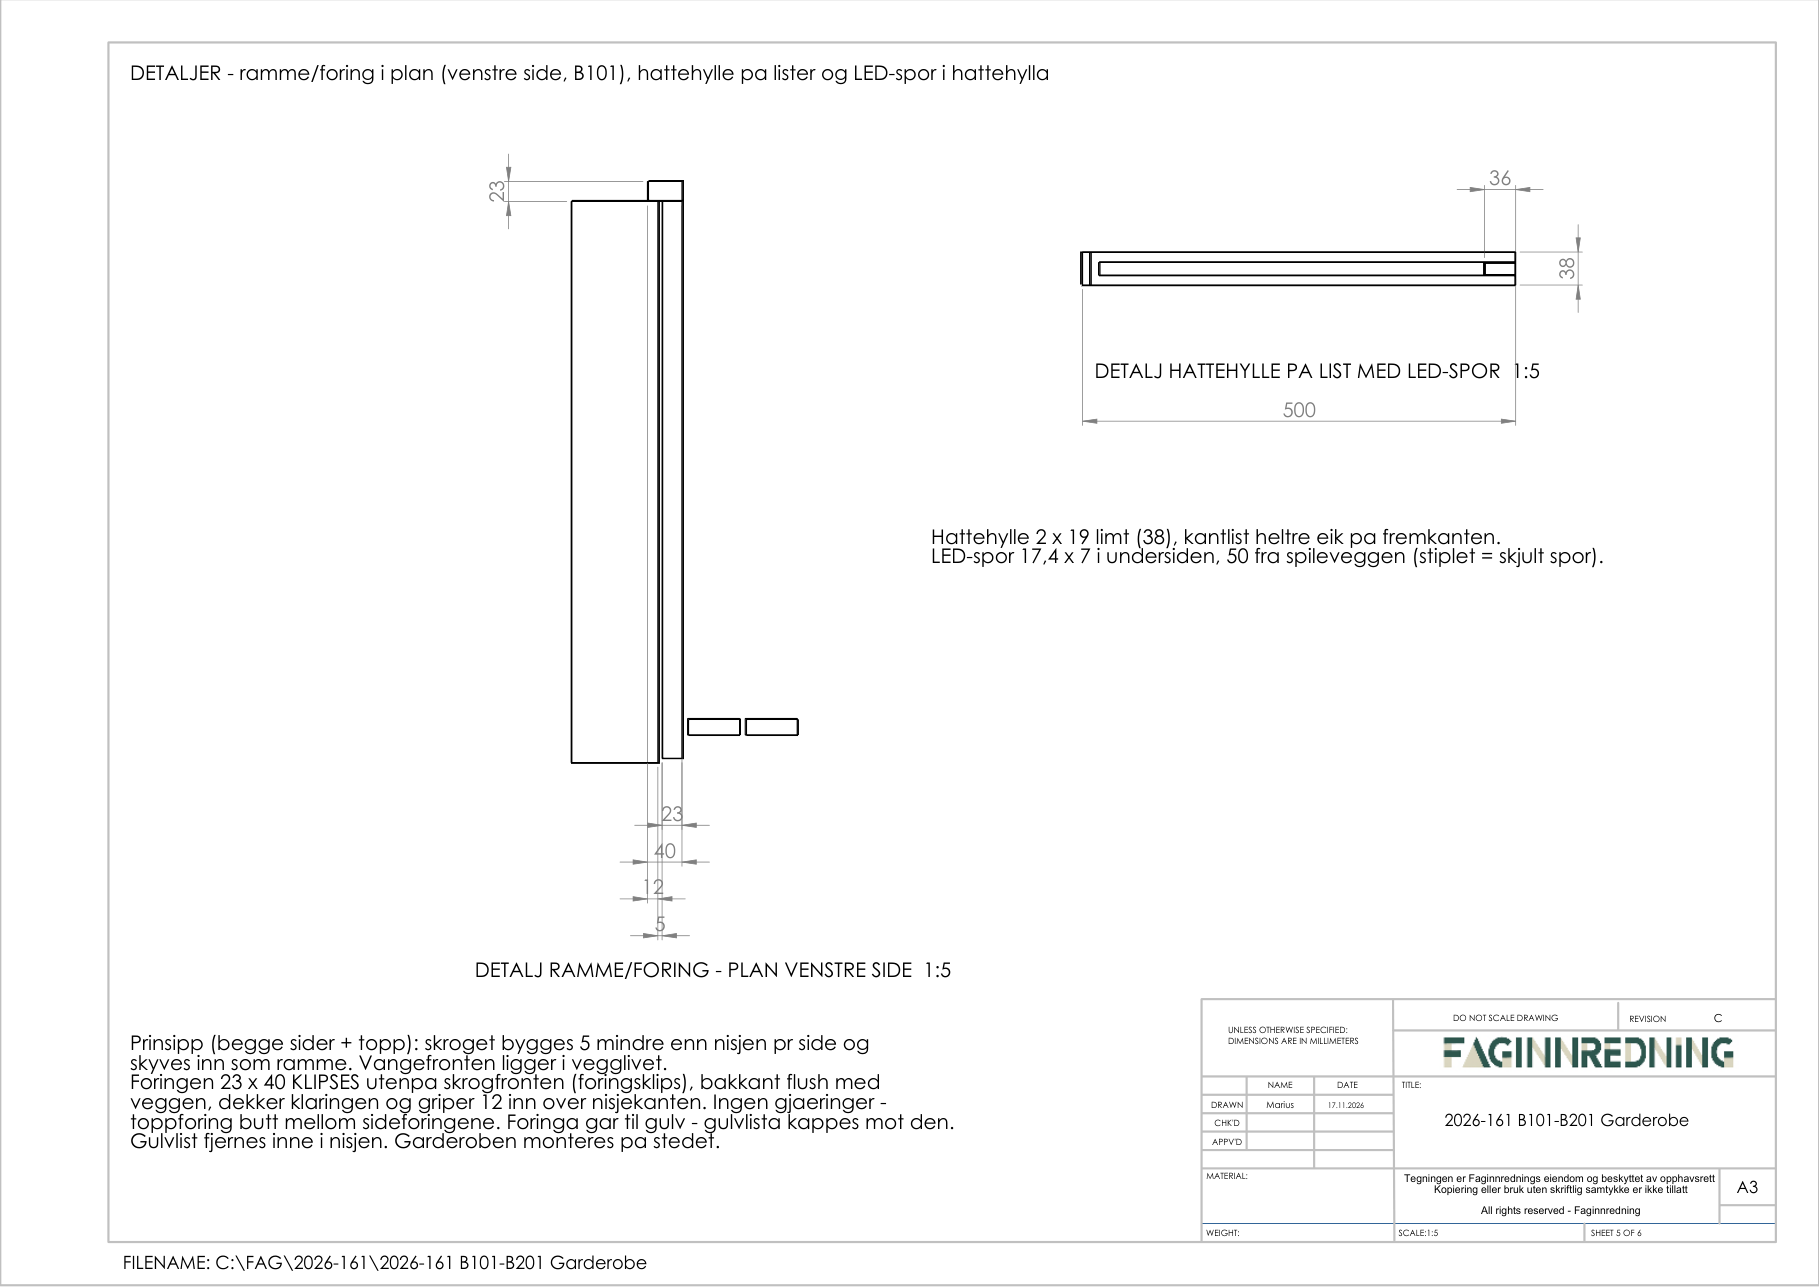 DETALJER - ramme/foring i plan (venstre side, B101), hattehylle pa lister og LED-spor i hattehylla
23
36
38
DETALJ HATTEHYLLE PA LIST MED LED-SPOR 1:5
500
Hattehylle 2 x 19 limt (38), kantlist heltre eik pa fremkanten.
LED-spor 17,4 x 7 i undersiden, 50 fra spileveggen (stiplet = skjult spor).
23
40
12
5
DETALJ RAMME/FORING - PLAN VENSTRE SIDE 1:5
Prinsipp (begge sider + topp): skroget bygges 5 mindre enn nisjen pr side og
skyves inn som ramme. Vangefronten ligger i vegglivet.
Foringen 23 x 40 KLIPSES utenpa skrogfronten (foringsklips), bakkant flush med
veggen, dekker klaringen og griper 12 inn over nisjekanten. Ingen gjaeringer -
toppforing butt mellom sideforingene. Foringa gar til gulv - gulvlista kappes mot den.
Gulvlist fjernes inne i nisjen. Garderoben monteres pa stedet.
UNLESS OTHERWISE SPECIFIED:
DIMENSIONS ARE IN MILLIMETERS
DO NOT SCALE DRAWING
REVISION C
FAGINNREDNING
NAME DATE
DRAWN Marius 17.11.2026
CHK'D
APPV'D
TITLE:
2026-161 B101-B201 Garderobe
MATERIAL:
Tegningen er Faginnrednings eiendom og beskyttet av opphavsrett
Kopiering eller bruk uten skriftlig samtykke er ikke tillatt
All rights reserved - Faginnredning
A3
WEIGHT:
SCALE:1:5
SHEET 5 OF 6
FILENAME: C:\FAG\2026-161\2026-161 B101-B201 Garderobe